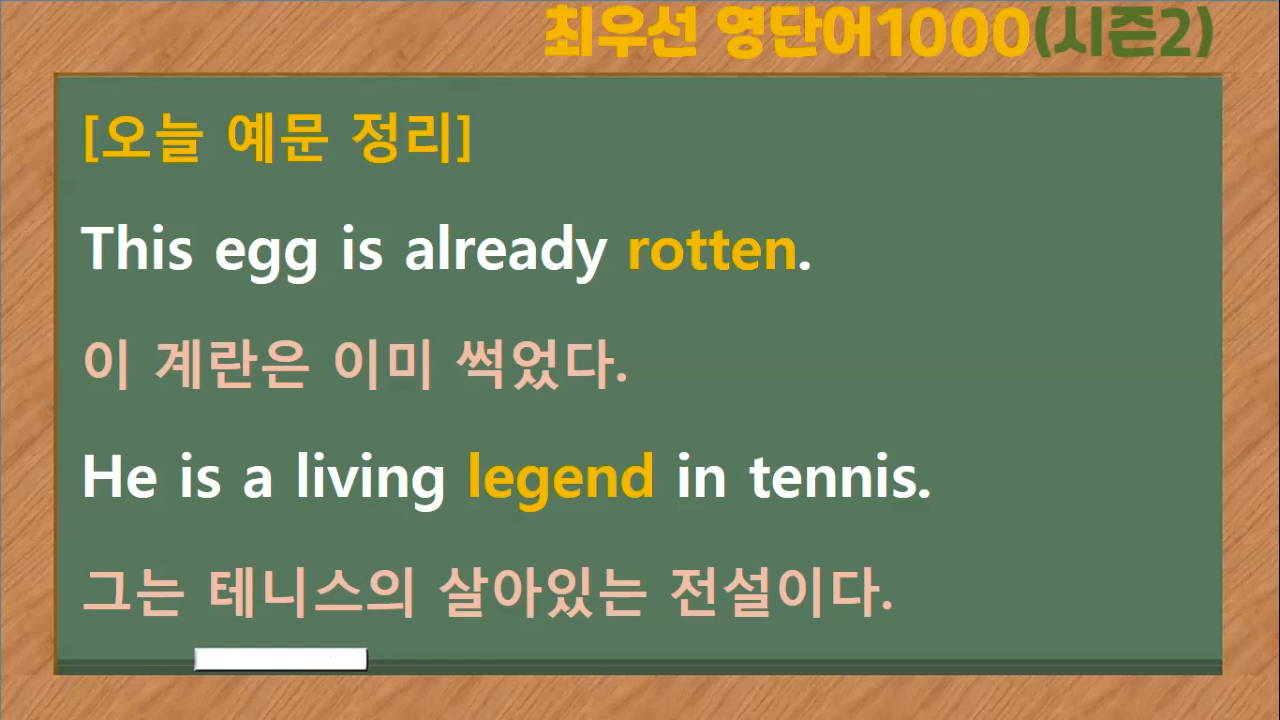 최우선 영단어1000(시즌2)
[오늘 예문 정리]
This egg is already rotten.
이 계란은 이미 썩었다.
He is a living legend in tennis.
그는 테니스의 살아있는 전설이다.